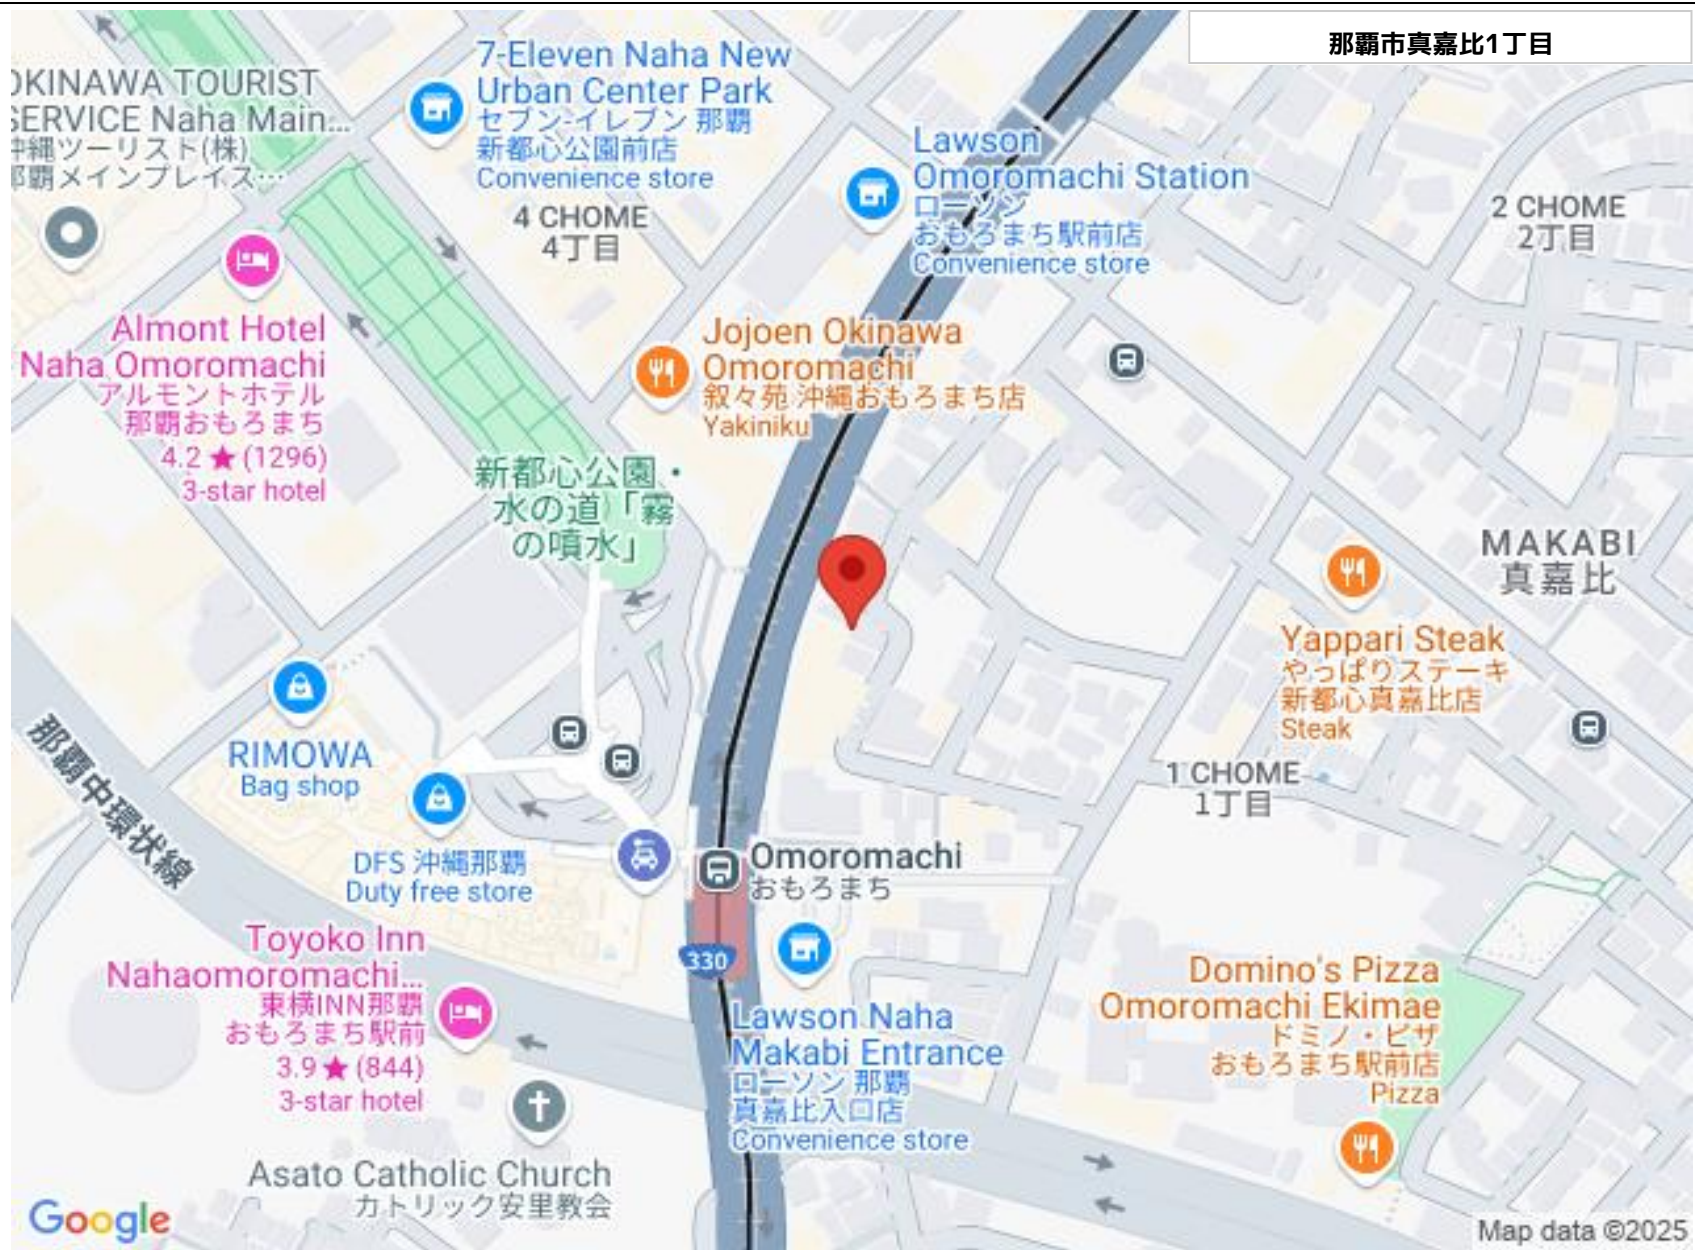 那覇市真嘉比1丁目
7-Eleven Naha New
Urban Center Park
セブン-イレブン 那覇
新都心公園前店
Convenience store
OKINAWA TOURIST
SERVICE Naha Main...
沖縄ツーリスト(株)
那覇メインプレイス…
Lawson
Omoromachi Station
ローソン
おもろまち駅前店
Convenience store
4 CHOME
4丁目
2 CHOME
2丁目
Almont Hotel
Naha Omoromachi
アルモントホテル
那覇おもろまち
4.2 ★ (1296)
3-star hotel
Jojoen Okinawa
Omoromachi
叙々苑 沖縄おもろまち店
Yakiniku
新都心公園・
水の道「霧
の噴水」
MAKABI
真嘉比
Yappari Steak
やっぱりステーキ
新都心真嘉比店
Steak
RIMOWA
Bag shop
那覇中環状線
1 CHOME
1丁目
DFS 沖縄那覇
Duty free store
Omoromachi
おもろまち
330
Toyoko Inn
Nahaomoromachi...
東横INN那覇
おもろまち駅前
3.9 ★ (844)
3-star hotel
Lawson Naha
Makabi Entrance
ローソン 那覇
真嘉比入口店
Convenience store
Domino's Pizza
Omoromachi Ekimae
ドミノ・ピザ
おもろまち駅前店
Pizza
Asato Catholic Church
カトリック安里教会
Google
Map data ©2025